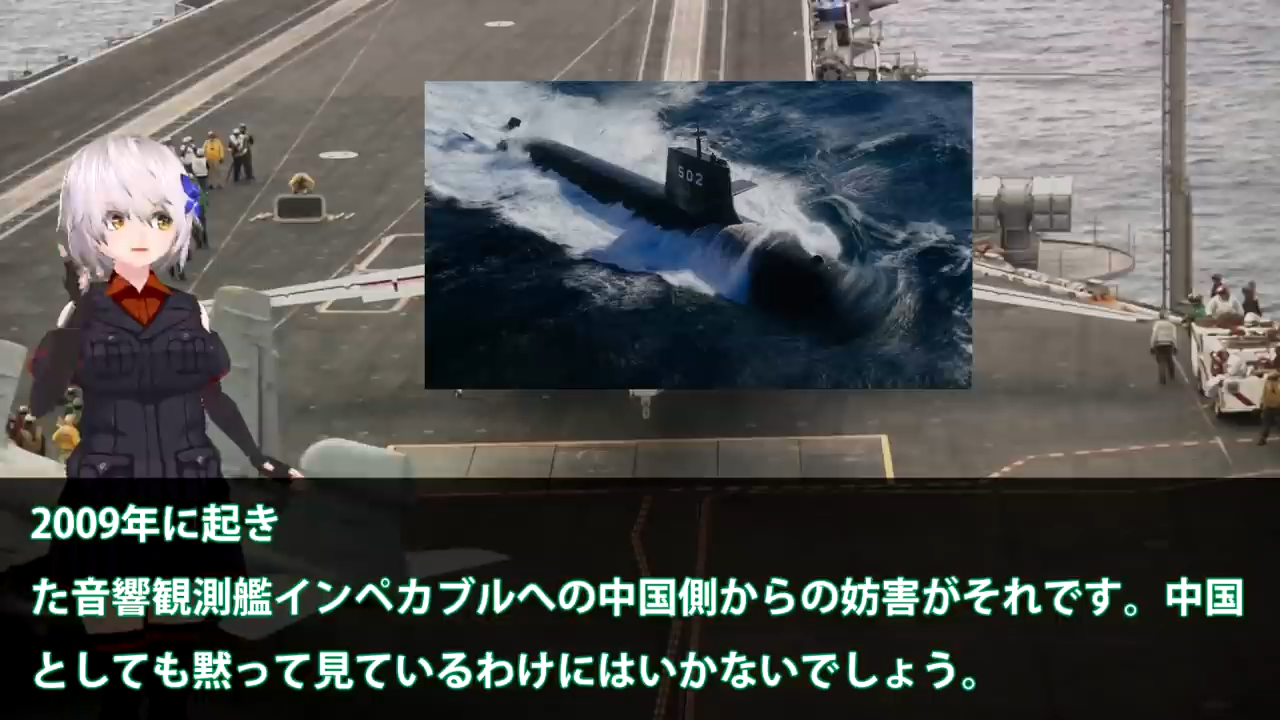 502
2009年に起き
た音響観測艦インペカブルへの中国側からの妨害がそれです。中国
としても黙って見ているわけにはいかないでしょう。